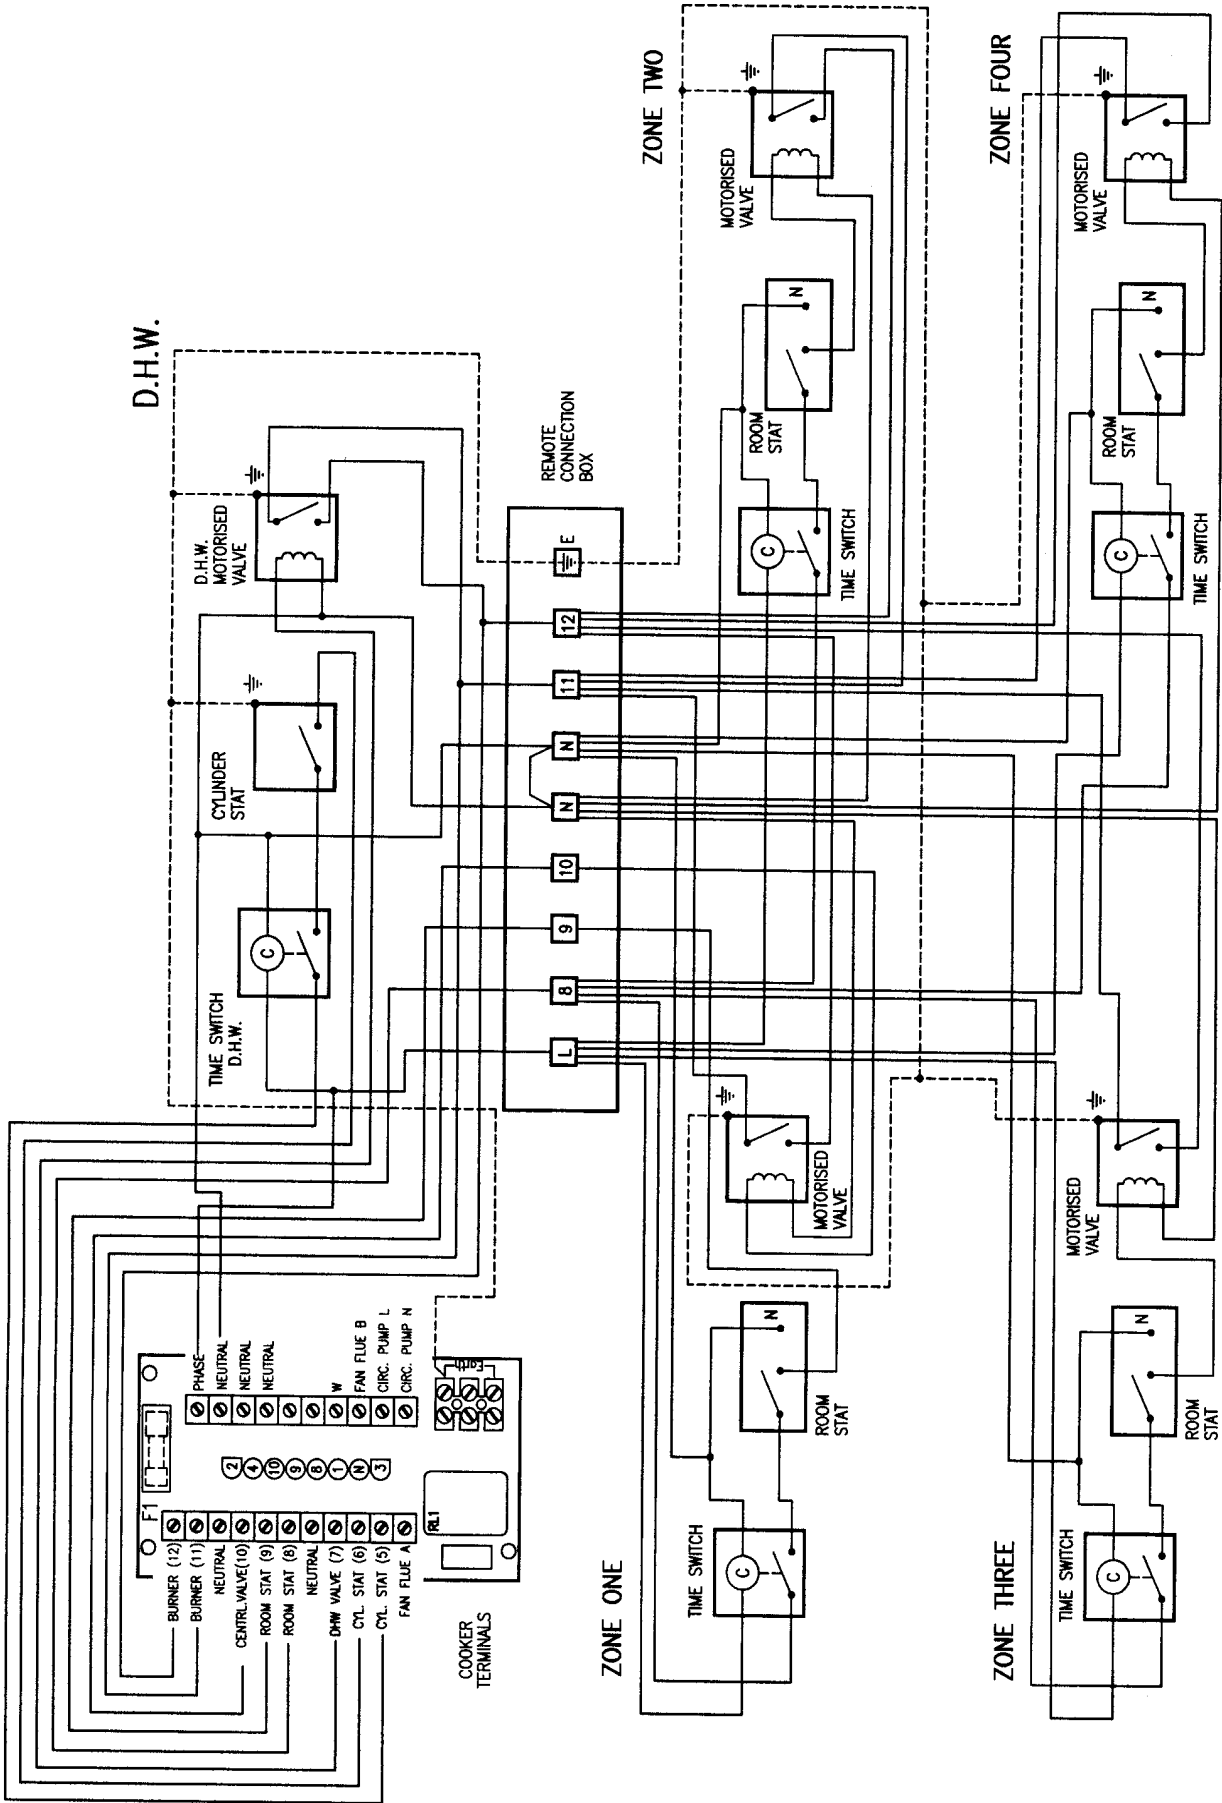 D.H.W.
TIME SWITCH
D.H.W.
C
CYLINDER
STAT
D.H.W.
MOTORISED
VALVE
F1
BURNER (12)
BURNER (11)
NEUTRAL
CENTRL.VALVE(10)
ROOM STAT (9)
ROOM STAT (8)
NEUTRAL
DHW VALVE (7)
CYL. STAT (6)
CYL. STAT (5)
FAN FLUE A
2
4
10
9
8
1
N
3
PHASE
NEUTRAL
NEUTRAL
NEUTRAL
W
FAN FLUE B
CIRC. PUMP L
CIRC. PUMP N
RL1
COOKER
TERMINALS
REMOTE
CONNECTION
BOX
L
8
9
10
N
N
11
12
E
ZONE ONE
TIME SWITCH
C
ROOM
STAT
N
MOTORISED
VALVE
ZONE TWO
TIME SWITCH
C
ROOM
STAT
N
MOTORISED
VALVE
ZONE THREE
TIME SWITCH
C
ROOM
STAT
N
MOTORISED
VALVE
ZONE FOUR
TIME SWITCH
C
ROOM
STAT
N
MOTORISED
VALVE